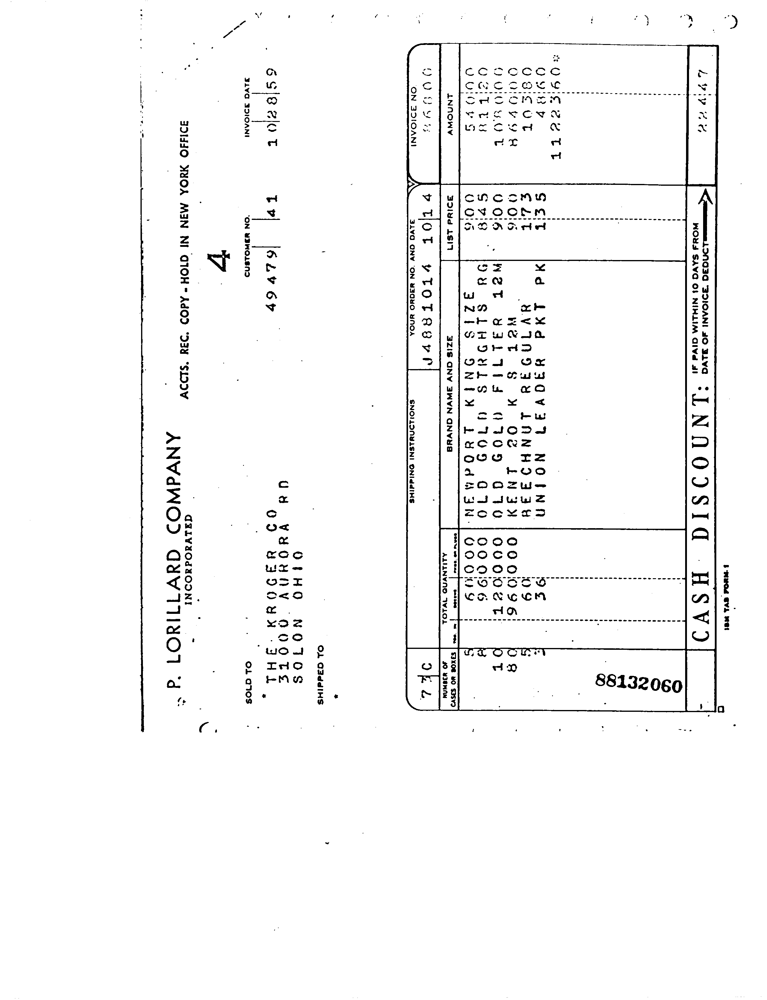 P. LORILLARD COMPANY
INCORPORATED
ACCTS. REC. COPY - HOLD IN NEW YORK OFFICE
4
CUSTOMER NO. INVOICE DATE
49479 41 10 28 59
SOLD TO
* THE KROGER CO
31000 AURORA RD
SOLON OHIO
SHIPPED TO
*
SHIPPING INSTRUCTIONS YOUR ORDER NO. AND DATE INVOICE NO.
77 C J4881014 10 14 86800
NUMBER OF CASES OR BOXES TOTAL QUANTITY BRAND NAME AND SIZE LIST PRICE AMOUNT
5 60000 NEWPORT KING SIZE 900 54000
8 96000 OLD GOLD STRGHTS RG 845 81120
10 120000 OLD GOLD FILTER 12M 900 108000
80 960000 KENT 20 K S 12M 900 864000
5 60 BEECHNUT REGULAR 173 10380
36 UNION LEADER PKT PK 135 4860
1122360*
88132060
CASH DISCOUNT: IF PAID WITHIN 10 DAYS FROM DATE OF INVOICE, DEDUCT 22447
IBM TAB FORM 1